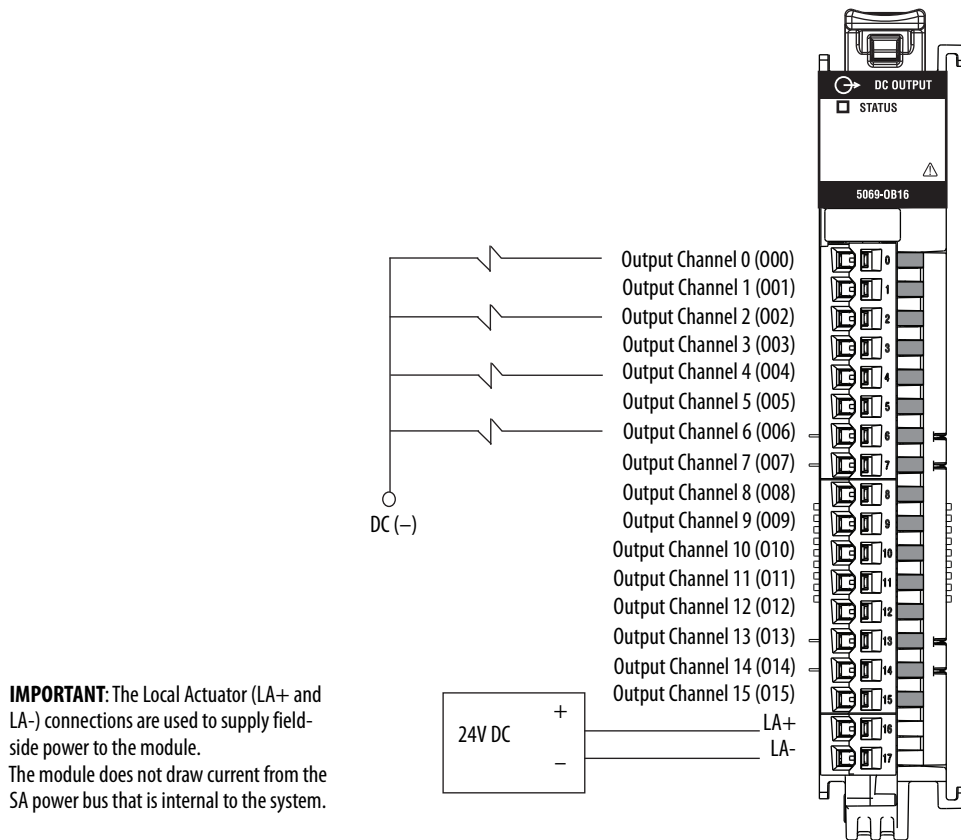 DC OUTPUT
STATUS
5069-OB16
Output Channel 0 (O00)
0
Output Channel 1 (O01)
1
Output Channel 2 (O02)
2
Output Channel 3 (O03)
3
Output Channel 4 (O04)
4
Output Channel 5 (O05)
5
Output Channel 6 (O06)
6
Output Channel 7 (O07)
7
Output Channel 8 (O08)
8
Output Channel 9 (O09)
9
DC (–)
Output Channel 10 (O10)
10
Output Channel 11 (O11)
11
Output Channel 12 (O12)
12
Output Channel 13 (O13)
13
Output Channel 14 (O14)
14
Output Channel 15 (O15)
15
24V DC
+
–
LA+
16
LA-
17
IMPORTANT: The Local Actuator (LA+ and
LA-) connections are used to supply field-
side power to the module.
The module does not draw current from the
SA power bus that is internal to the system.